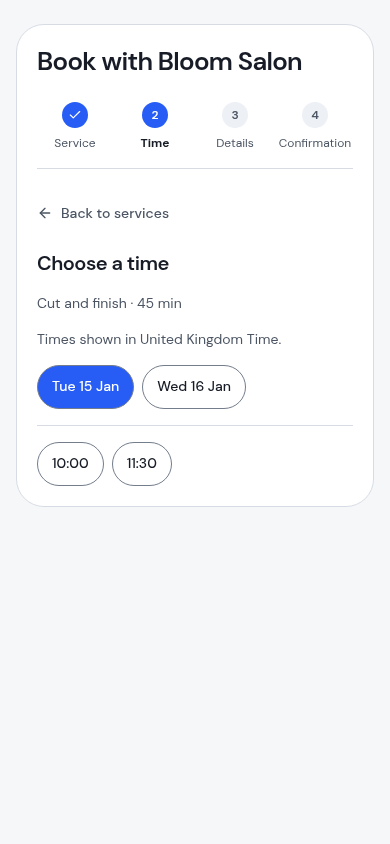 Book with Bloom Salon
2 3 4
Service Time Details Confirmation
Back to services
Choose a time
Cut and finish · 45 min
Times shown in United Kingdom Time.
Tue 15 Jan Wed 16 Jan
10:00 11:30